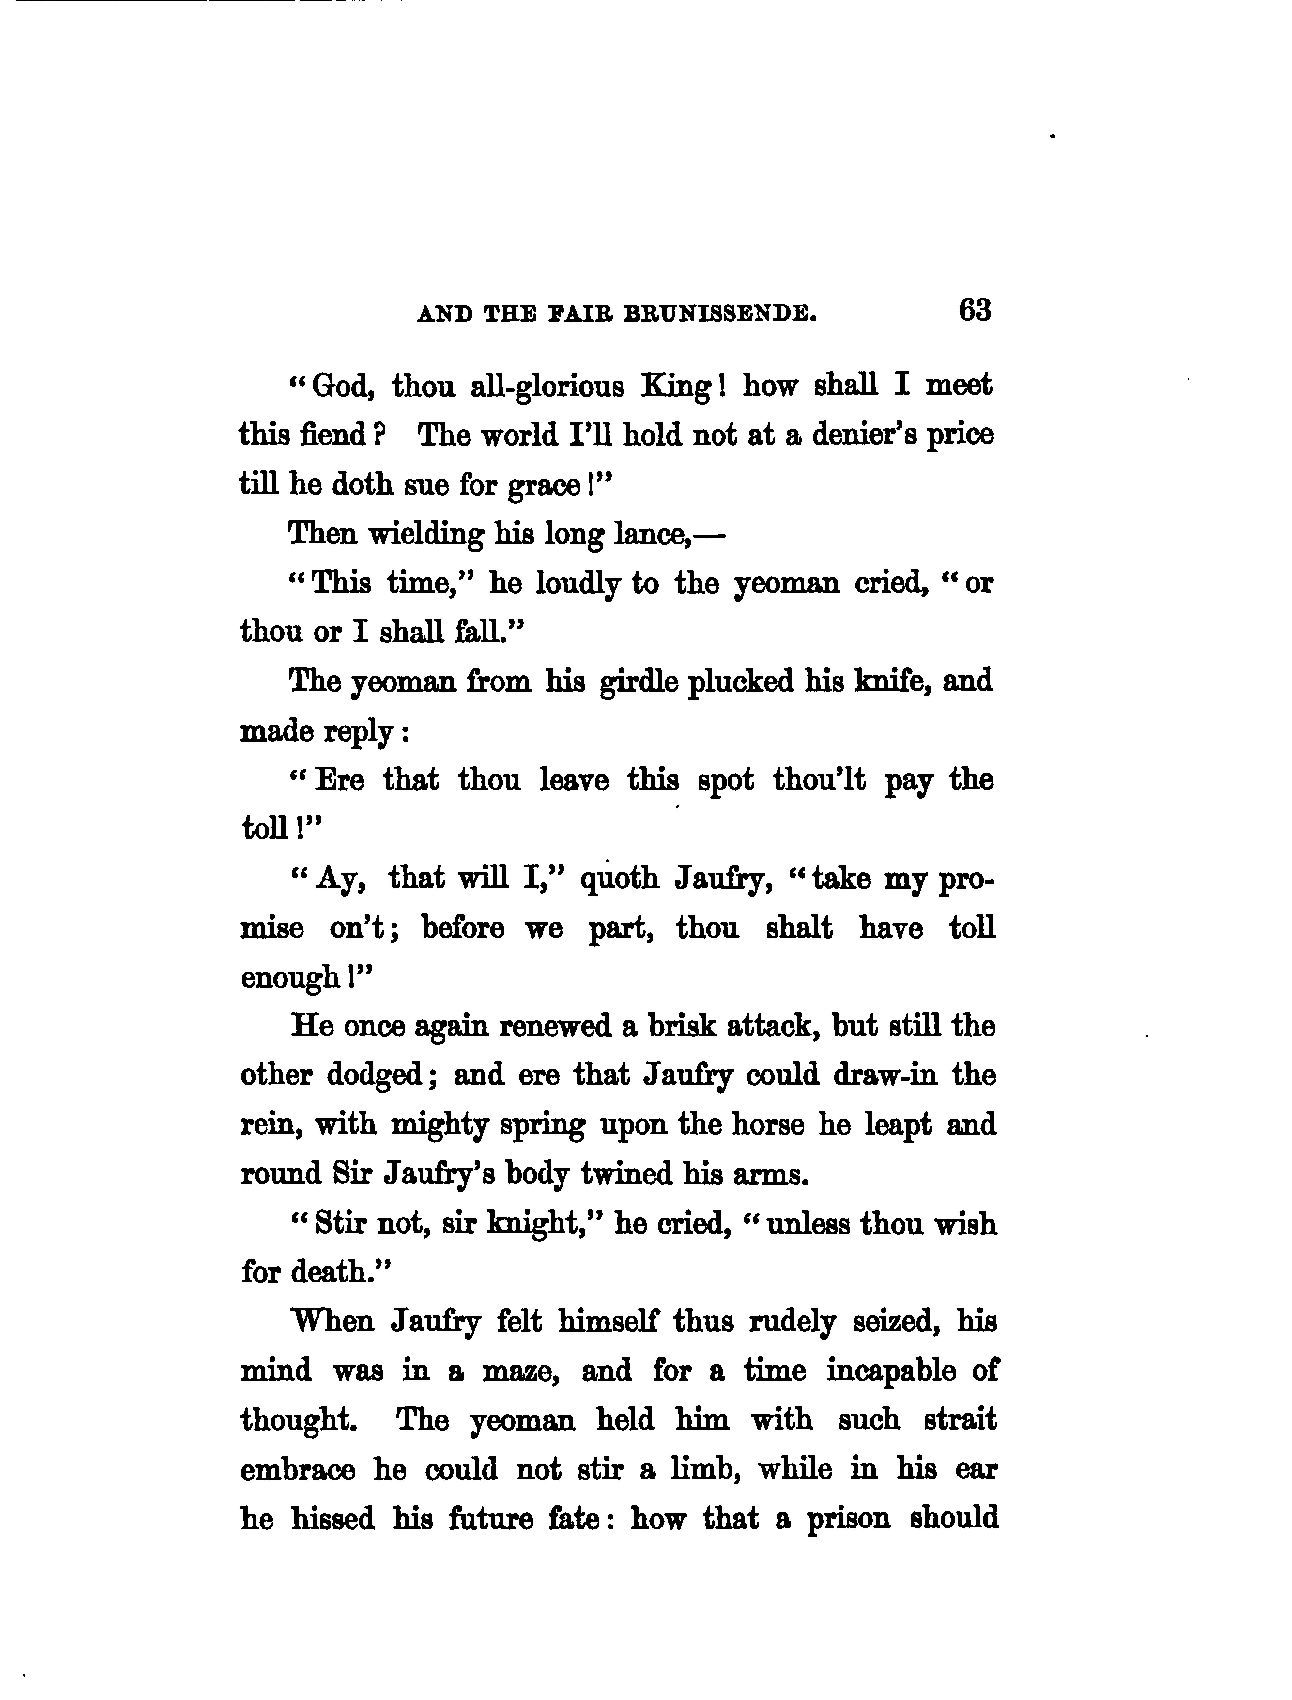 AND THE FAIR BRUNISSENDE. 63
"God, thou all-glorious King! how shall I meet
this fiend? The world I'll hold not at a denier's price
till he doth sue for grace!"
Then wielding his long lance,—
"This time," he loudly to the yeoman cried, "or
thou or I shall fall."
The yeoman from his girdle plucked his knife, and
made reply:
"Ere that thou leave this spot thou'lt pay the
toll!"
"Ay, that will I," quoth Jaufry, "take my pro-
mise on't; before we part, thou shalt have toll
enough!"
He once again renewed a brisk attack, but still the
other dodged; and ere that Jaufry could draw-in the
rein, with mighty spring upon the horse he leapt and
round Sir Jaufry's body twined his arms.
"Stir not, sir knight," he cried, "unless thou wish
for death."
When Jaufry felt himself thus rudely seized, his
mind was in a maze, and for a time incapable of
thought. The yeoman held him with such strait
embrace he could not stir a limb, while in his ear
he hissed his future fate: how that a prison should